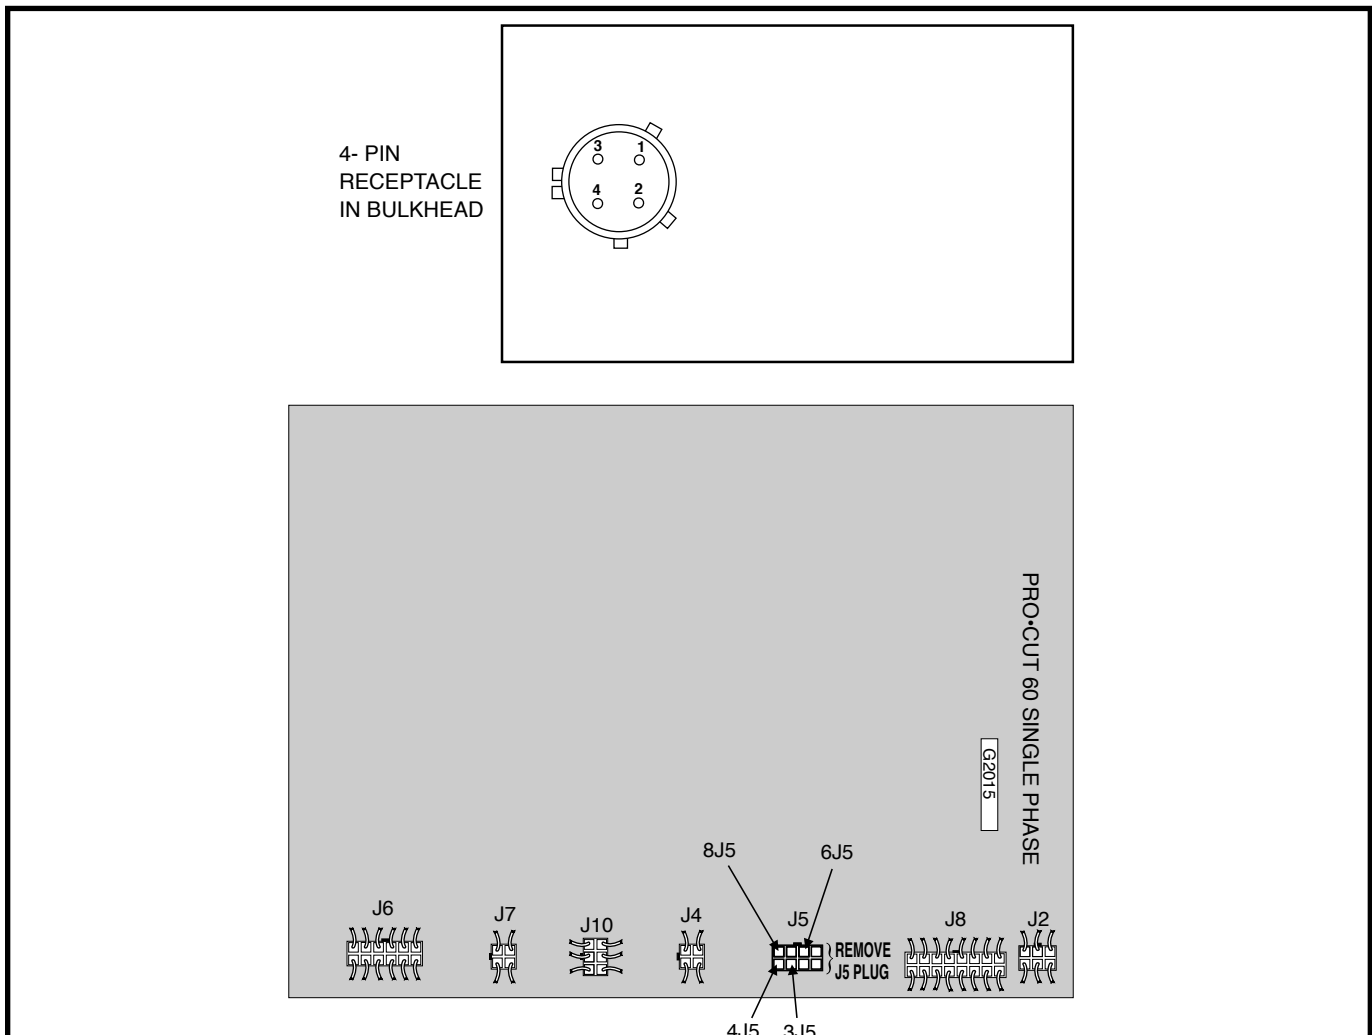 4- PIN
RECEPTACLE
IN BULKHEAD
3 1
4 2
PRO•CUT 60 SINGLE PHASE
G2015
8J5 6J5
J6 J7 J10 J4 J5 J8 J2
REMOVE
J5 PLUG
4J5 3J5